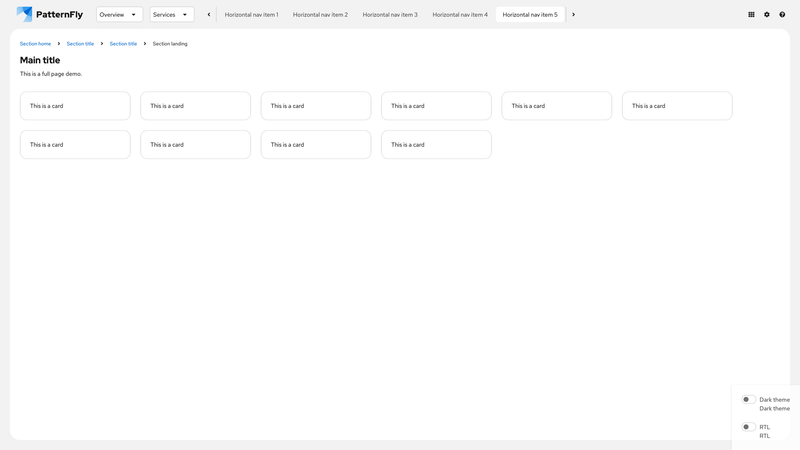 PatternFly
Overview
Services
Horizontal nav item 1
Horizontal nav item 2
Horizontal nav item 3
Horizontal nav item 4
Horizontal nav item 5
Section home
Section title
Section title
Section landing
Main title
This is a full page demo.
This is a card
This is a card
This is a card
This is a card
This is a card
This is a card
This is a card
This is a card
This is a card
This is a card
Dark theme
Dark theme
RTL
RTL